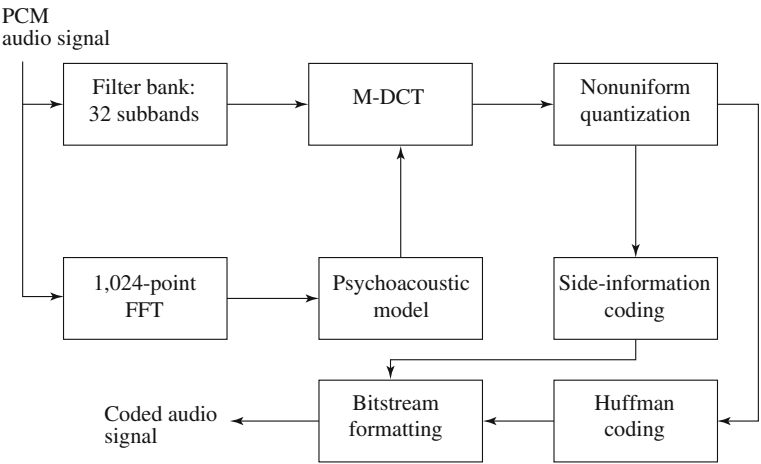 PCM
audio signal
Filter bank:
32 subbands
M-DCT
Nonuniform
quantization
1,024-point
FFT
Psychoacoustic
model
Side-information
coding
Coded audio
signal
Bitstream
formatting
Huffman
coding